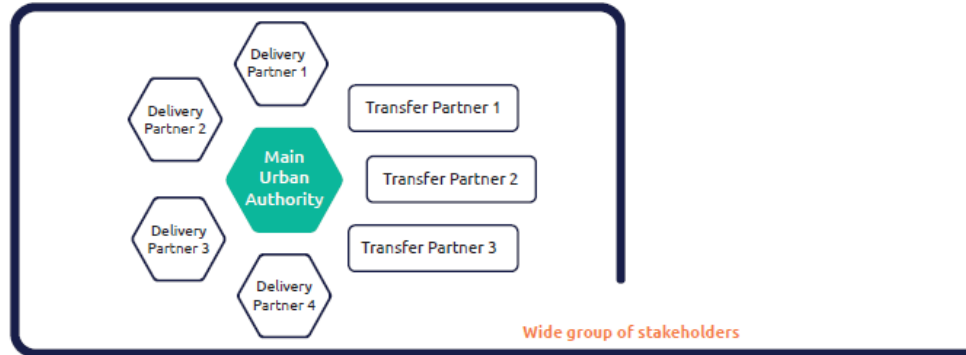 Delivery
Partner 1
Delivery
Partner 2
Transfer Partner 1
Main
Urban
Authority
Transfer Partner 2
Delivery
Partner 3
Transfer Partner 3
Delivery
Partner 4
Wide group of stakeholders